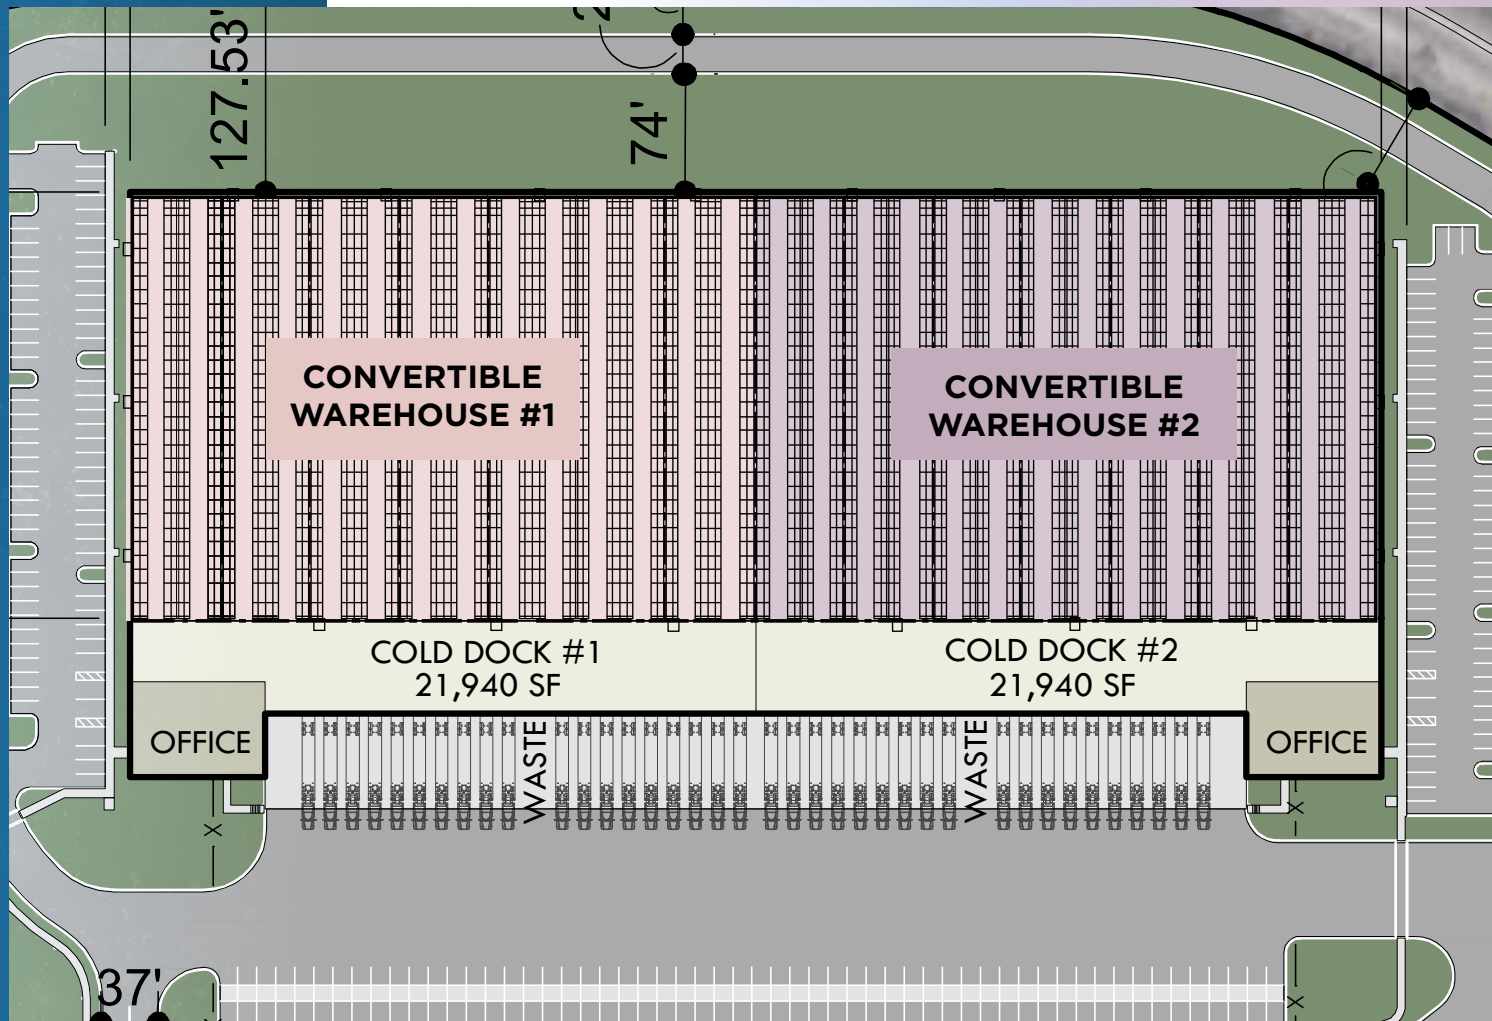 127.53'
2
74'
CONVERTIBLE
WAREHOUSE #1
CONVERTIBLE
WAREHOUSE #2
COLD DOCK #1
21,940 SF
COLD DOCK #2
21,940 SF
OFFICE
WASTE
WASTE
OFFICE
X
X
37'
X
X